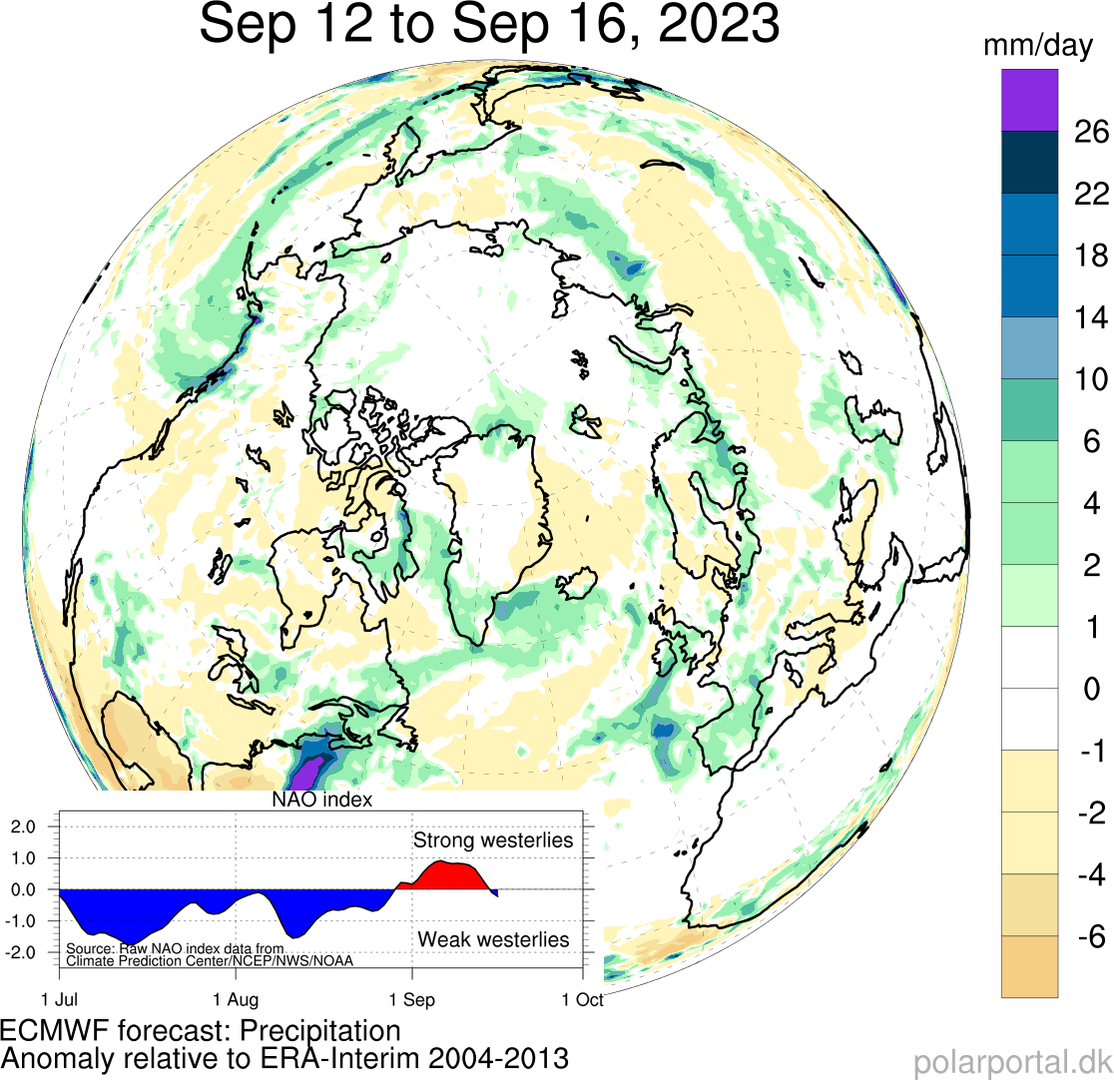 Sep 12 to Sep 16, 2023
mm/day
26
22
18
14
10
6
4
2
1
0
-1
-2
-4
-6
NAO index
2.0
1.0
0.0
-1.0
-2.0
Strong westerlies
Weak westerlies
Source: Raw NAO index data from
Climate Prediction Center/NCEP/NWS/NOAA
1 Jul
1 Aug
1 Sep
1 Oct
ECMWF forecast: Precipitation
Anomaly relative to ERA-Interim 2004-2013
polarportal.dk